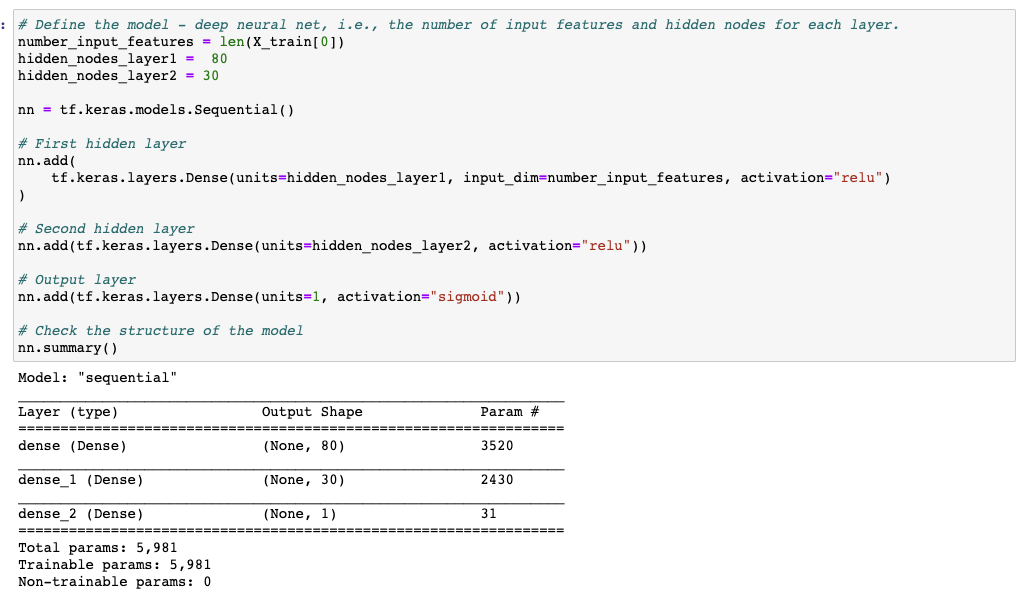 :
# Define the model - deep neural net, i.e., the number of input features and hidden nodes for each layer.
number_input_features = len(X_train[0])
hidden_nodes_layer1 =  80
hidden_nodes_layer2 = 30
nn = tf.keras.models.Sequential()
# First hidden layer
nn.add(
    tf.keras.layers.Dense(units=hidden_nodes_layer1, input_dim=number_input_features, activation="relu")
)
# Second hidden layer
nn.add(tf.keras.layers.Dense(units=hidden_nodes_layer2, activation="relu"))
# Output layer
nn.add(tf.keras.layers.Dense(units=1, activation="sigmoid"))
# Check the structure of the model
nn.summary()
Model: "sequential"
_________________________________________________________________
Layer (type)                 Output Shape              Param #
=================================================================
dense (Dense)                (None, 80)                3520
_________________________________________________________________
dense_1 (Dense)              (None, 30)                2430
_________________________________________________________________
dense_2 (Dense)              (None, 1)                 31
=================================================================
Total params: 5,981
Trainable params: 5,981
Non-trainable params: 0